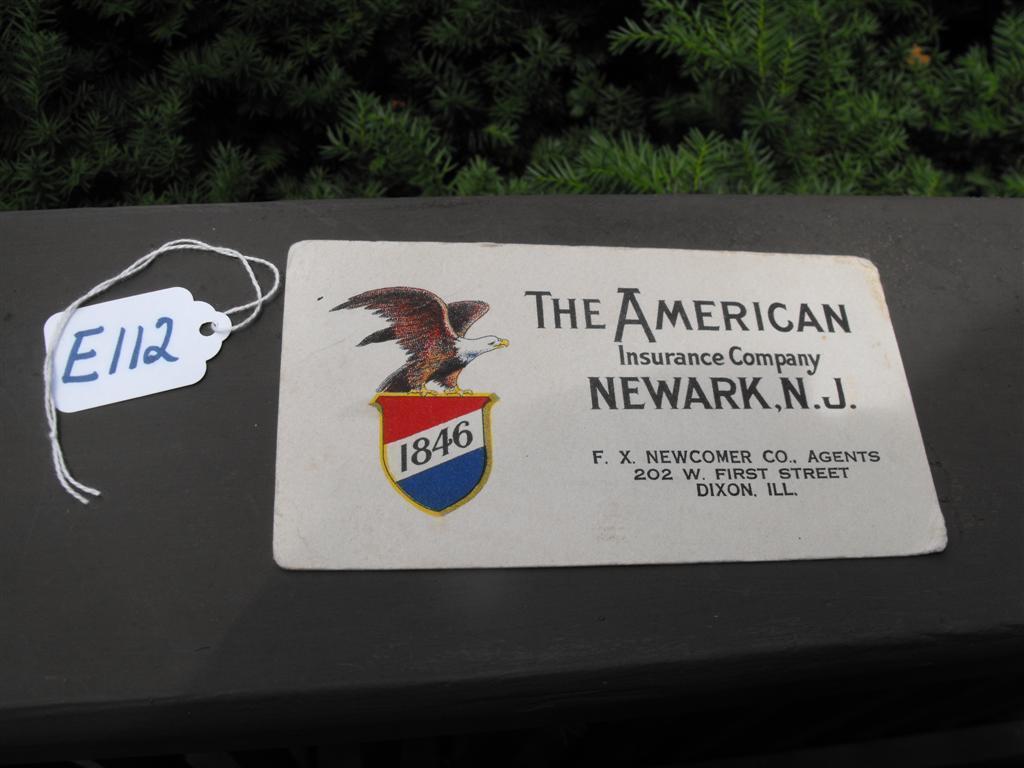 E112
THE AMERICAN
Insurance Company
NEWARK, N.J.
1846
F. X. NEWCOMER CO., AGENTS
202 W. FIRST STREET
DIXON, ILL.